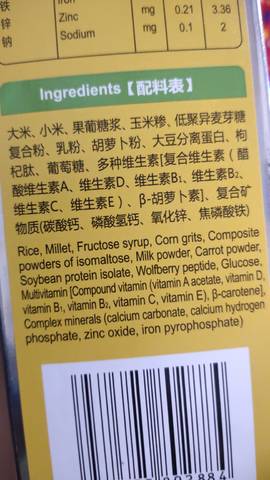 铁 Iron
锌 Zinc mg 0.21 3.36
钠 Sodium mg 0.1 2
Ingredients【配料表】
大米、小米、果葡糖浆、玉米糁、低聚异麦芽糖
复合粉、乳粉、胡萝卜粉、大豆分离蛋白、枸
杞肽、葡萄糖、多种维生素[复合维生素（醋
酸维生素A、维生素D、维生素B₁、维生素B₂、
维生素C、维生素E）、β-胡萝卜素]、复合矿
物质(碳酸钙、磷酸氢钙、氧化锌、焦磷酸铁)
Rice, Millet, Fructose syrup, Corn grits, Composite
powders of isomaltose, Milk powder, Carrot powder,
Soybean protein isolate, Wolfberry peptide, Glucose,
Multivitamin [Compound vitamin (vitamin A acetate, vitamin D,
vitamin B₁, vitamin B₂, vitamin C, vitamin E), β-carotene],
Complex minerals (calcium carbonate, calcium hydrogen
phosphate, zinc oxide, iron pyrophosphate)